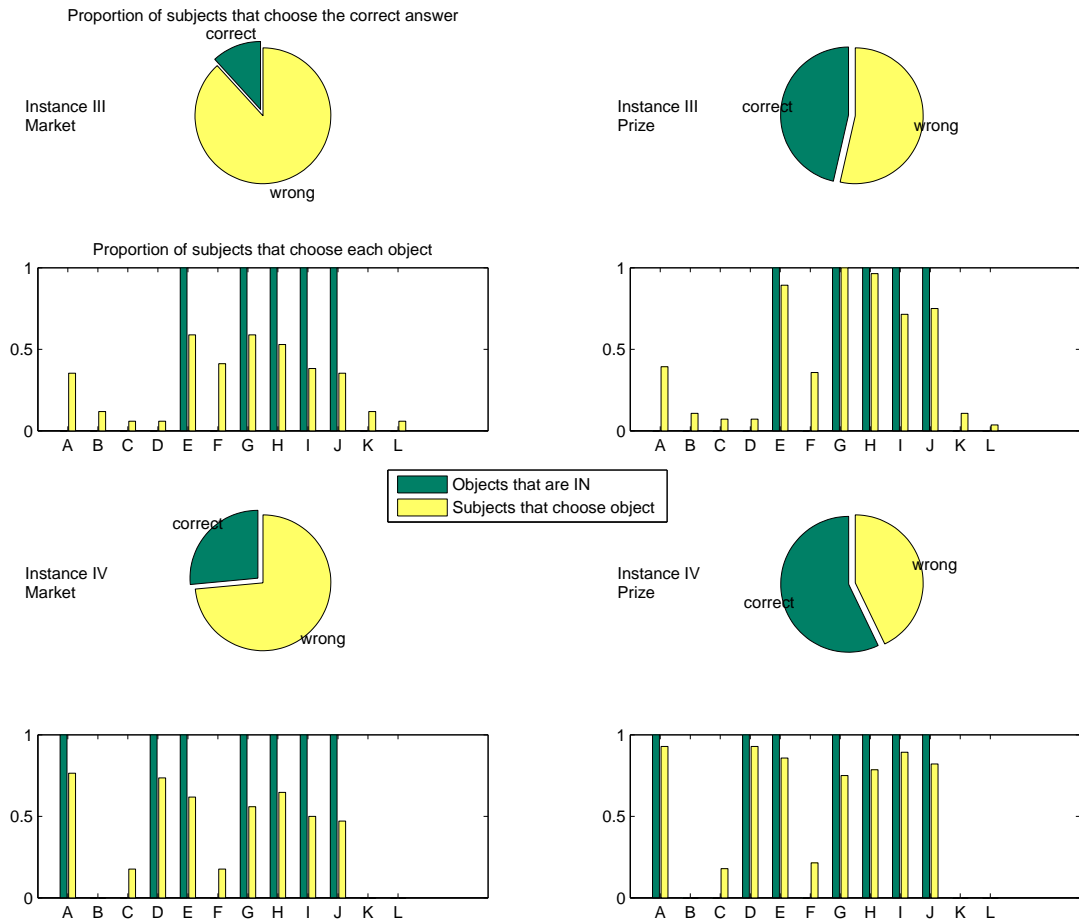 Proportion of subjects that choose the correct answer
correct
Instance III
Market
wrong
Instance III
Prize
correct
wrong
Proportion of subjects that choose each object
1
0.5
0
A B C D E F G H I J K L
1
0.5
0
A B C D E F G H I J K L
Objects that are IN
Subjects that choose object
correct
Instance IV
Market
wrong
Instance IV
Prize
wrong
correct
1
0.5
0
A B C D E F G H I J K L
1
0.5
0
A B C D E F G H I J K L